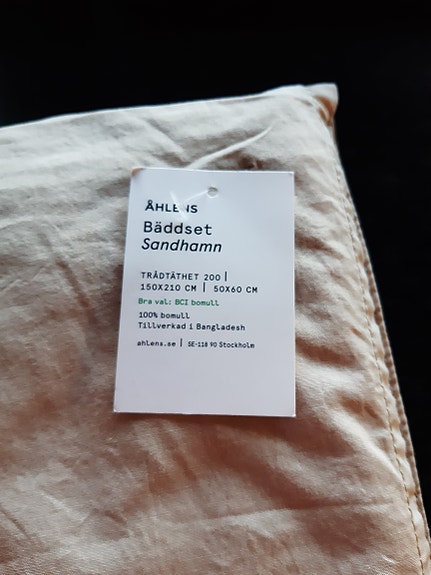 ÅHLENS
Bäddset
Sandhamn
TRÅDTÄTHET 200 |
150X210 CM | 50X60 CM
Bra val: BCI bomull
100% bomull
Tillverkad i Bangladesh
ahlens.se | SE-118 90 Stockholm